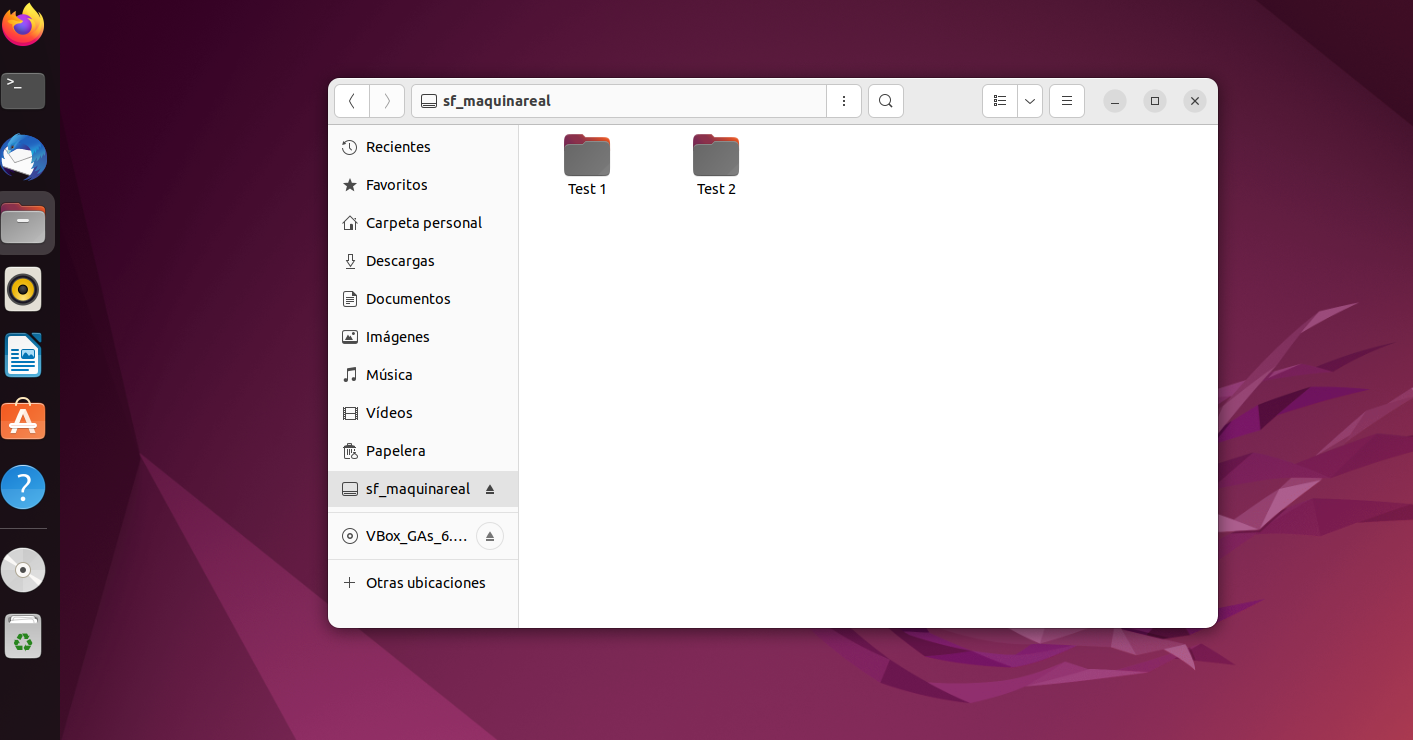 sf_maquinareal
Recientes
Favoritos
Carpeta personal
Descargas
Documentos
Imágenes
Música
Vídeos
Papelera
sf_maquinareal
VBox_GAs_6.…
Otras ubicaciones
Test 1
Test 2
>_
?